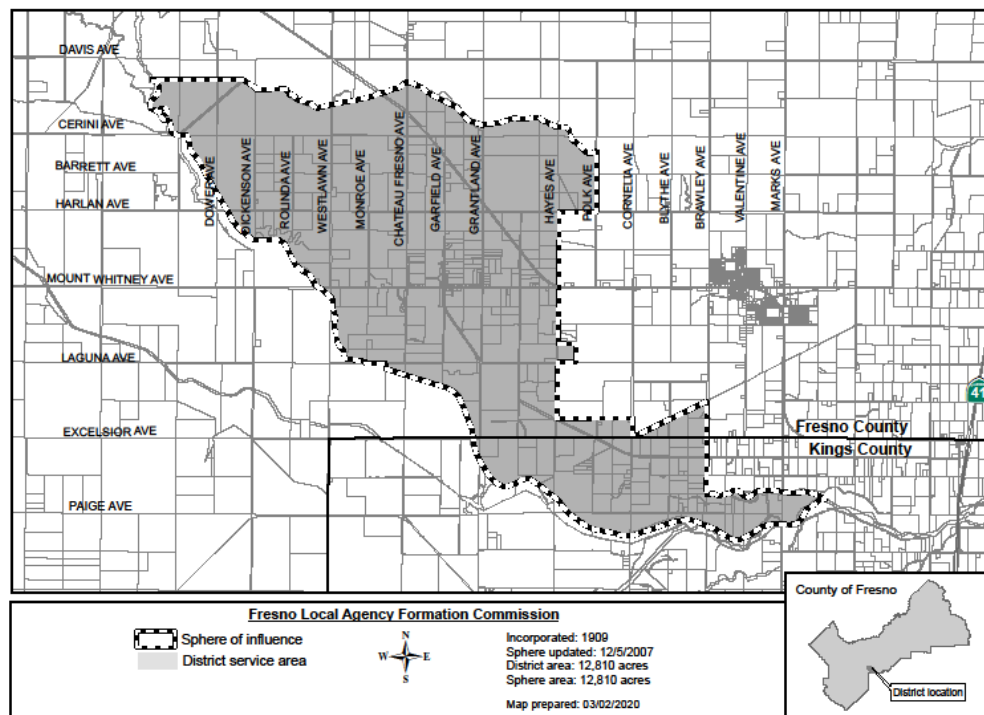 DAVIS AVE
CERINI AVE
BARRETT AVE
HARLAN AVE
MOUNT WHITNEY AVE
LAGUNA AVE
EXCELSIOR AVE
PAIGE AVE
DOWER AVE
DICKENSON AVE
ROLINDA AVE
WESTLAWN AVE
MONROE AVE
CHATEAU FRESNO AVE
GARFIELD AVE
GRANTLAND AVE
HAYES AVE
POLK AVE
CORNELIA AVE
BLYTHE AVE
BRAWLEY AVE
VALENTINE AVE
MARKS AVE
41
Fresno County
Kings County
Fresno Local Agency Formation Commission
Sphere of influence
District service area
N
W E
S
Incorporated: 1909
Sphere updated: 12/5/2007
District area: 12,810 acres
Sphere area: 12,810 acres
Map prepared: 03/02/2020
County of Fresno
District location